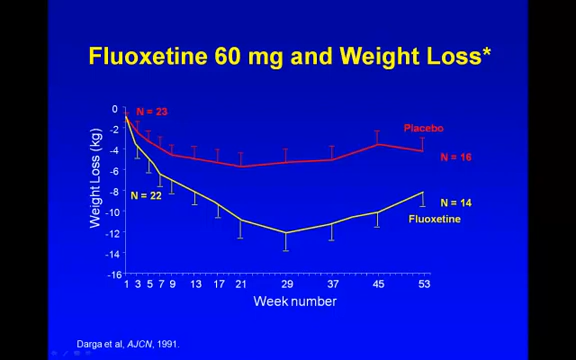 Fluoxetine 60 mg and Weight Loss*
Weight Loss (kg)
0
-2
-4
-6
-8
-10
-12
-14
-16
N = 23
Placebo
N = 16
N = 22
N = 14
Fluoxetine
1 3 5 7 9 13 17 21 29 37 45 53
Week number
Darga et al, AJCN, 1991.